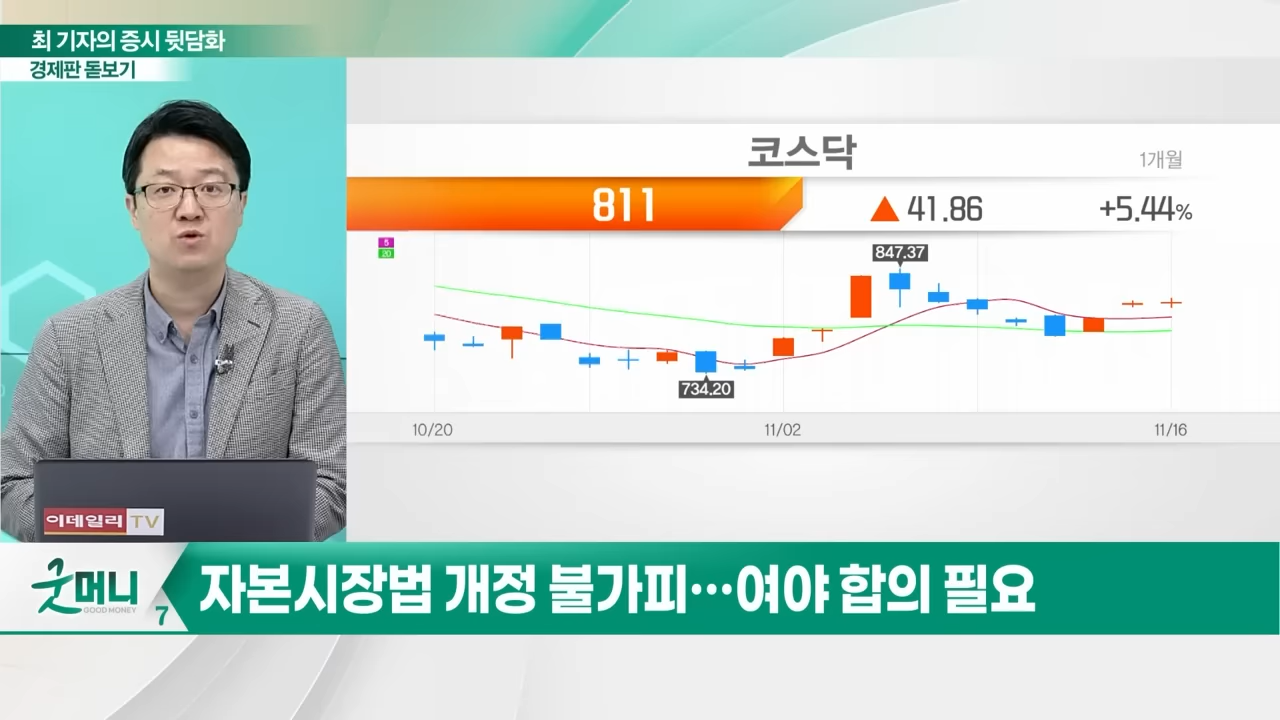 최 기자의 증시 뒷담화
경제판 돋보기
코스닥
1개월
811
▲ 41.86
+5.44%
5
20
847.37
734.20
10/20
11/02
11/16
이데일리 TV
굿머니
GOOD MONEY
7
자본시장법 개정 불가피…여야 합의 필요